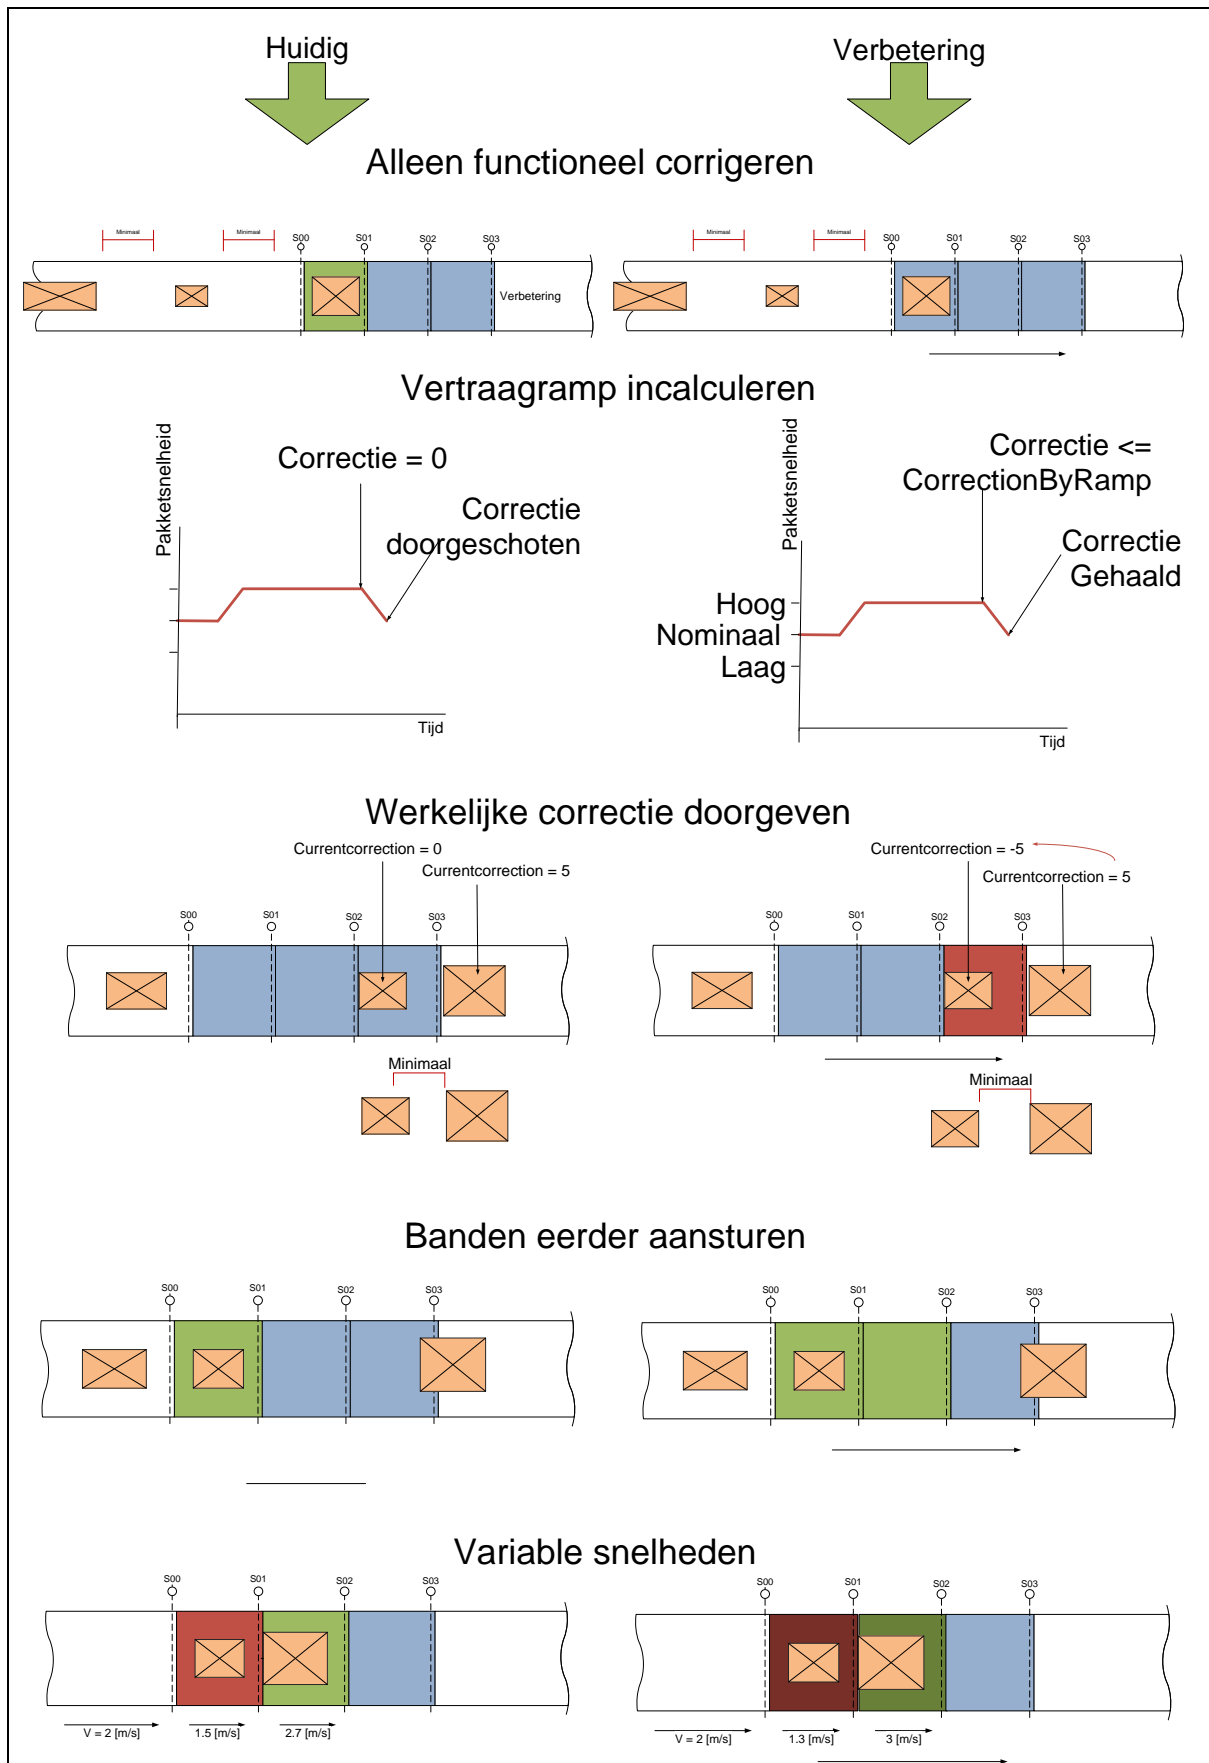 Huidig
Verbetering
Alleen functioneel corrigeren
Minimaal
Minimaal
S00
S01
S02
S03
Verbetering
Minimaal
Minimaal
S00
S01
S02
S03
Vertraagramp incalculeren
Pakketsnelheid
Correctie = 0
Correctie
doorgeschoten
Tijd
Pakketsnelheid
Correctie <=
CorrectionByRamp
Correctie
Gehaald
Hoog
Nominaal
Laag
Tijd
Werkelijke correctie doorgeven
Currentcorrection = 0
Currentcorrection = 5
S00
S01
S02
S03
Minimaal
Currentcorrection = -5
Currentcorrection = 5
S00
S01
S02
S03
Minimaal
Banden eerder aansturen
S00
S01
S02
S03
S00
S01
S02
S03
Variable snelheden
S00
S01
S02
S03
V = 2 [m/s]
1.5 [m/s]
2.7 [m/s]
S00
S01
S02
S03
V = 2 [m/s]
1.3 [m/s]
3 [m/s]